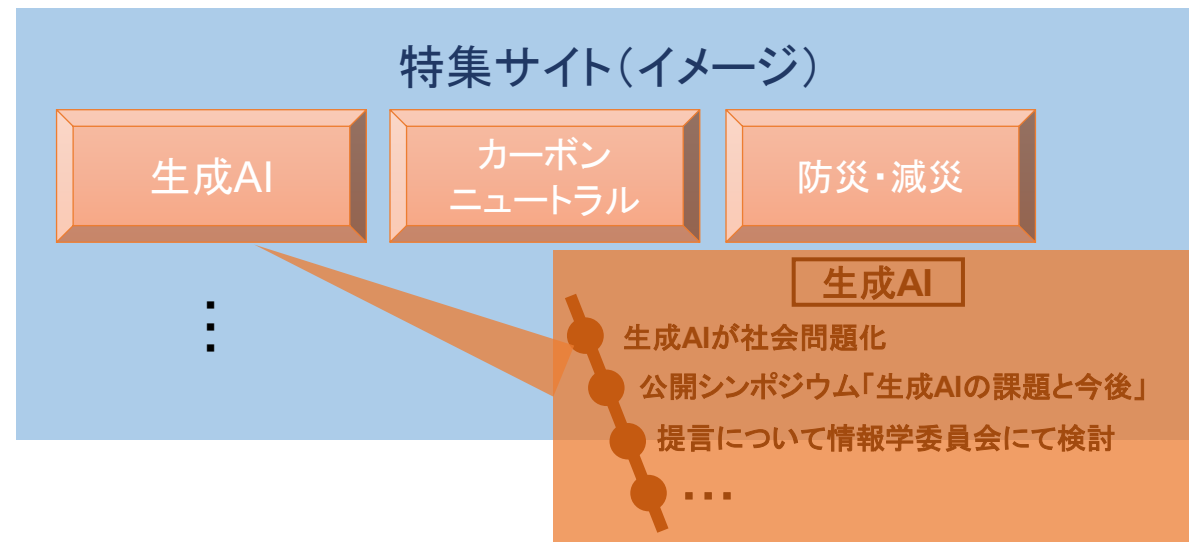 特集サイト（イメージ）
生成AI
カーボン
ニュートラル
防災・減災
⋮
生成AI
生成AIが社会問題化
公開シンポジウム「生成AIの課題と今後」
提言について情報学委員会にて検討
・・・